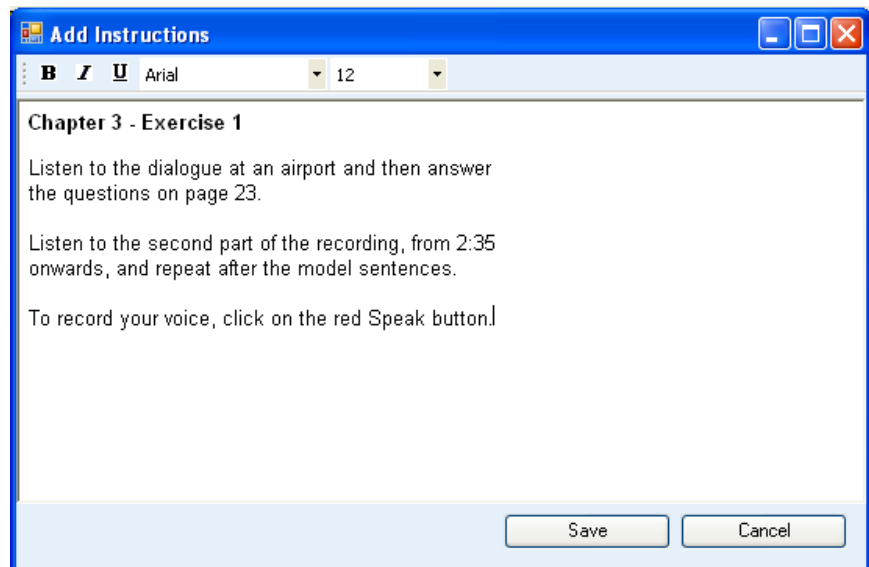 Add Instructions
B I U Arial 12
Chapter 3 - Exercise 1
Listen to the dialogue at an airport and then answer
the questions on page 23.
Listen to the second part of the recording, from 2:35
onwards, and repeat after the model sentences.
To record your voice, click on the red Speak button.
Save Cancel